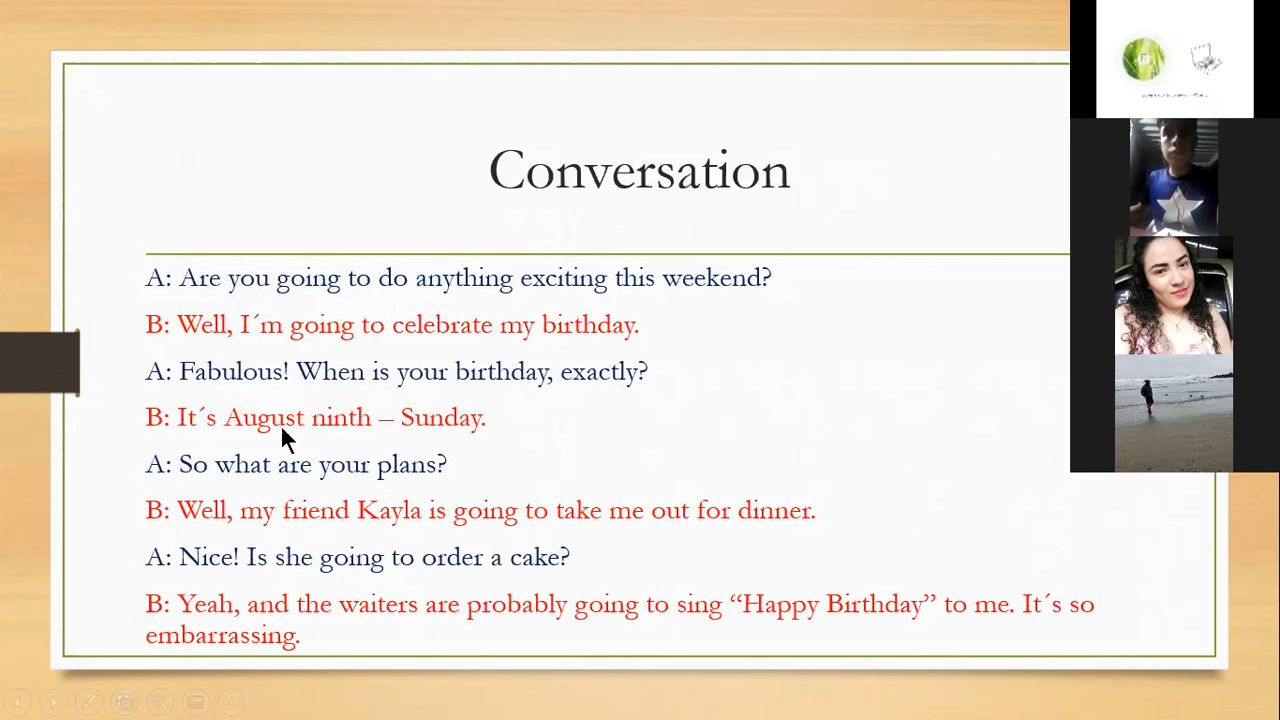 Conversation
A: Are you going to do anything exciting this weekend?
B: Well, I´m going to celebrate my birthday.
A: Fabulous! When is your birthday, exactly?
B: It´s August ninth – Sunday.
A: So what are your plans?
B: Well, my friend Kayla is going to take me out for dinner.
A: Nice! Is she going to order a cake?
B: Yeah, and the waiters are probably going to sing “Happy Birthday” to me. It´s so
embarrassing.